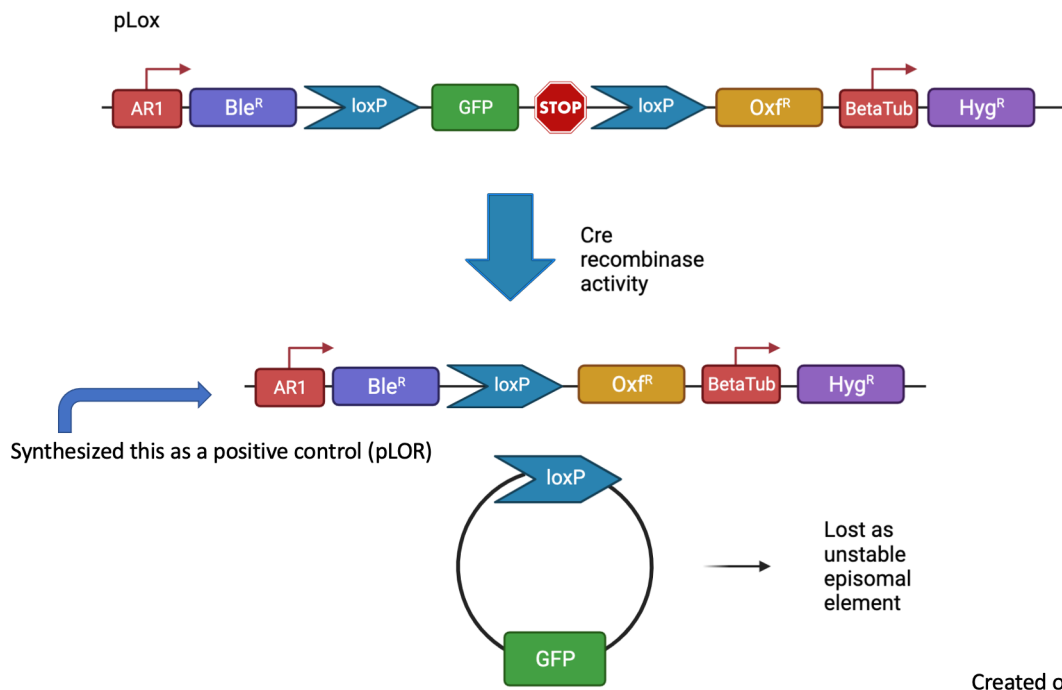 pLox
AR1 Ble^R loxP GFP STOP loxP Oxf^R BetaTub Hyg^R
Cre
recombinase
activity
AR1 Ble^R loxP Oxf^R BetaTub Hyg^R
Synthesized this as a positive control (pLOR)
loxP
Lost as
unstable
episomal
element
GFP
Created o